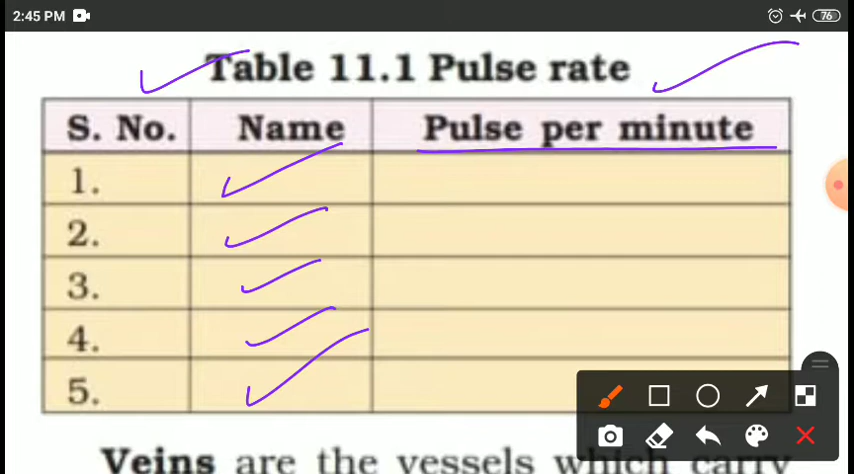 2:45 PM 76
Table 11.1 Pulse rate
S. No. Name Pulse per minute
1.
2.
3.
4.
5.
Veins are the vessels which carry